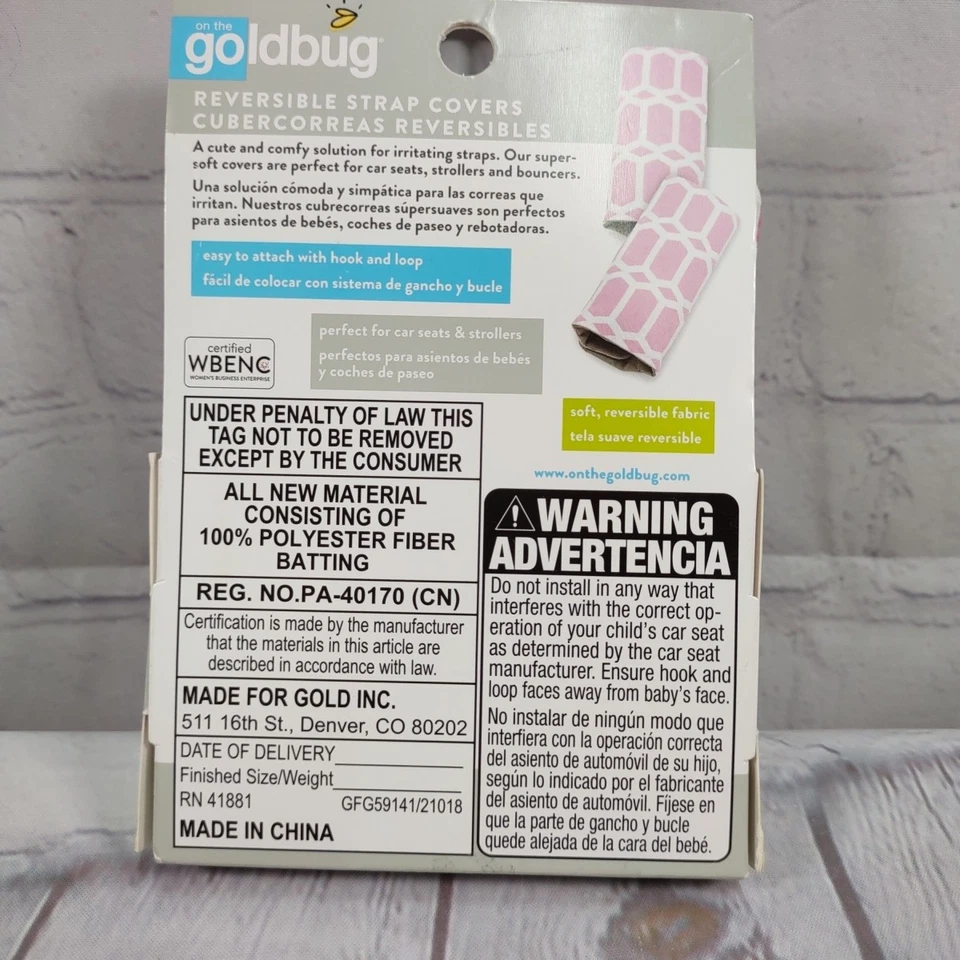 on the
goldbug
REVERSIBLE STRAP COVERS
CUBERCORREAS REVERSIBLES
A cute and comfy solution for irritating straps. Our super-
soft covers are perfect for car seats, strollers and bouncers.
Una solución cómoda y simpática para las correas que
irritan. Nuestros cubrecorreas súpersuaves son perfectos
para asientos de bebés, coches de paseo y rebotadoras.
easy to attach with hook and loop
fácil de colocar con sistema de gancho y bucle
perfect for car seats & strollers
perfectos para asientos de bebés
y coches de paseo
certified
WBENC
WOMEN'S BUSINESS ENTERPRISE
soft, reversible fabric
tela suave reversible
www.onthegoldbug.com
UNDER PENALTY OF LAW THIS
TAG NOT TO BE REMOVED
EXCEPT BY THE CONSUMER
ALL NEW MATERIAL
CONSISTING OF
100% POLYESTER FIBER
BATTING
REG. NO.PA-40170 (CN)
Certification is made by the manufacturer
that the materials in this article are
described in accordance with law.
MADE FOR GOLD INC.
511 16th St., Denver, CO 80202
DATE OF DELIVERY
Finished Size/Weight
RN 41881 GFG59141/21018
MADE IN CHINA
WARNING
ADVERTENCIA
Do not install in any way that
interferes with the correct op-
eration of your child's car seat
as determined by the car seat
manufacturer. Ensure hook and
loop faces away from baby's face.
No instalar de ningún modo que
interfiera con la operación correcta
del asiento de automóvil de su hijo,
según lo indicado por el fabricante
del asiento de automóvil. Fíjese en
que la parte de gancho y bucle
quede alejada de la cara del bebé.